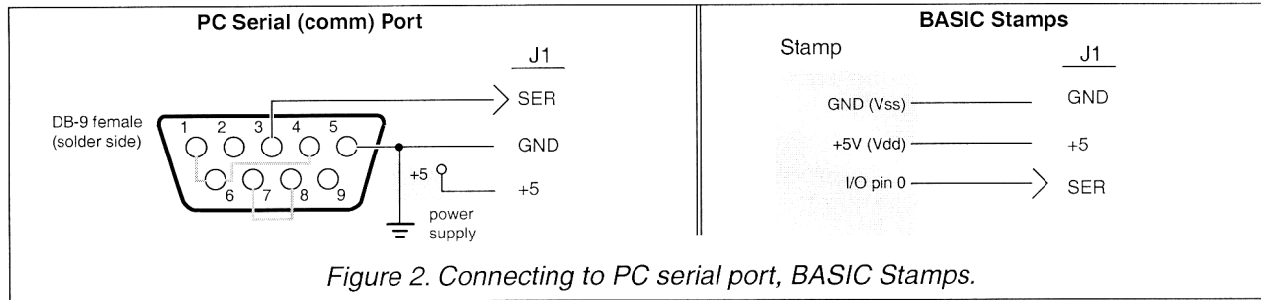 PC Serial (comm) Port
J1
SER
DB-9 female
(solder side)
1 2 3 4 5
GND
+5
+5
6 7 8 9
power
supply
BASIC Stamps
Stamp
J1
GND (Vss)
GND
+5V (Vdd)
+5
I/O pin 0
SER
Figure 2. Connecting to PC serial port, BASIC Stamps.